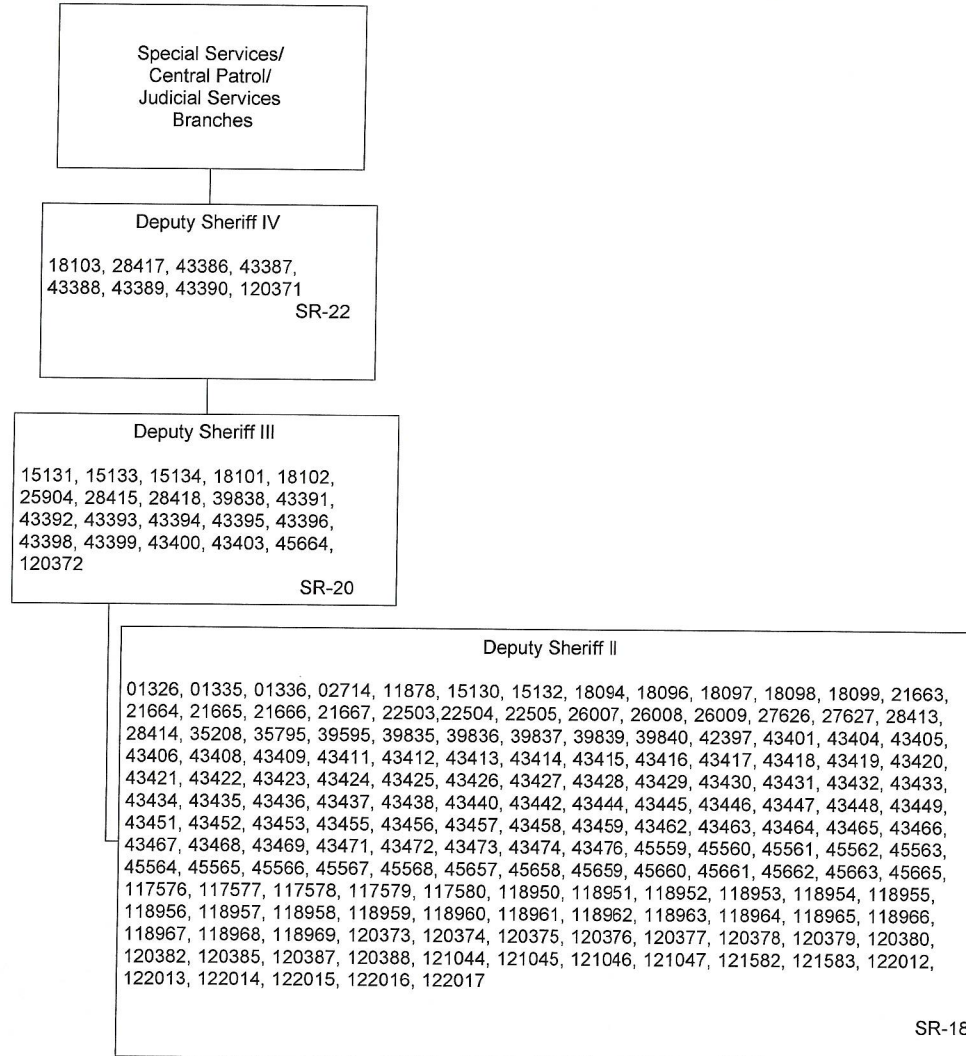 Special Services/
Central Patrol/
Judicial Services
Branches
Deputy Sheriff IV
18103, 28417, 43386, 43387,
43388, 43389, 43390, 120371
SR-22
Deputy Sheriff III
15131, 15133, 15134, 18101, 18102,
25904, 28415, 28418, 39838, 43391,
43392, 43393, 43394, 43395, 43396,
43398, 43399, 43400, 43403, 45664,
120372
SR-20
Deputy Sheriff II
01326, 01335, 01336, 02714, 11878, 15130, 15132, 18094, 18096, 18097, 18098, 18099, 21663,
21664, 21665, 21666, 21667, 22503,22504, 22505, 26007, 26008, 26009, 27626, 27627, 28413,
28414, 35208, 35795, 39595, 39835, 39836, 39837, 39839, 39840, 42397, 43401, 43404, 43405,
43406, 43408, 43409, 43411, 43412, 43413, 43414, 43415, 43416, 43417, 43418, 43419, 43420,
43421, 43422, 43423, 43424, 43425, 43426, 43427, 43428, 43429, 43430, 43431, 43432, 43433,
43434, 43435, 43436, 43437, 43438, 43440, 43442, 43444, 43445, 43446, 43447, 43448, 43449,
43451, 43452, 43453, 43455, 43456, 43457, 43458, 43459, 43462, 43463, 43464, 43465, 43466,
43467, 43468, 43469, 43471, 43472, 43473, 43474, 43476, 45559, 45560, 45561, 45562, 45563,
45564, 45565, 45566, 45567, 45568, 45657, 45658, 45659, 45660, 45661, 45662, 45663, 45665,
117576, 117577, 117578, 117579, 117580, 118950, 118951, 118952, 118953, 118954, 118955,
118956, 118957, 118958, 118959, 118960, 118961, 118962, 118963, 118964, 118965, 118966,
118967, 118968, 118969, 120373, 120374, 120375, 120376, 120377, 120378, 120379, 120380,
120382, 120385, 120387, 120388, 121044, 121045, 121046, 121047, 121582, 121583, 122012,
122013, 122014, 122015, 122016, 122017
SR-18